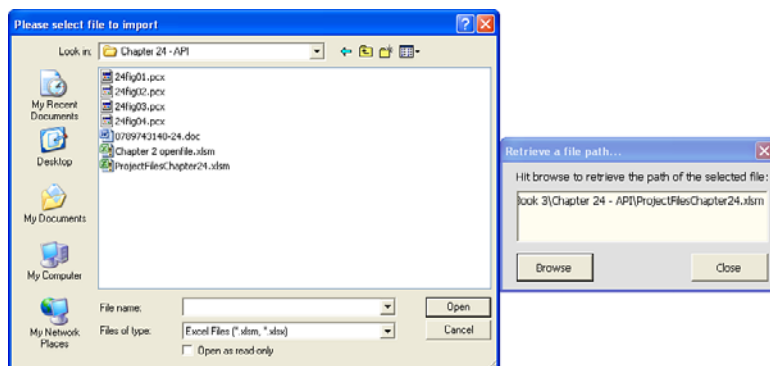 Please select file to import
Look in: Chapter 24 - API
My Recent Documents
Desktop
My Documents
My Computer
My Network Places
24fig01.pcx
24fig02.pcx
24fig03.pcx
24fig04.pcx
0789743140-24.doc
Chapter 2 openfile.xlsm
ProjectFilesChapter24.xlsm
File name:
Open
Files of type: Excel Files (*.xlsm, *.xlsx)
Cancel
Open as read-only
Retrieve a file path...
Hit browse to retrieve the path of the selected file:
look 3\Chapter 24 - API\ProjectFilesChapter24.xlsm
Browse
Close